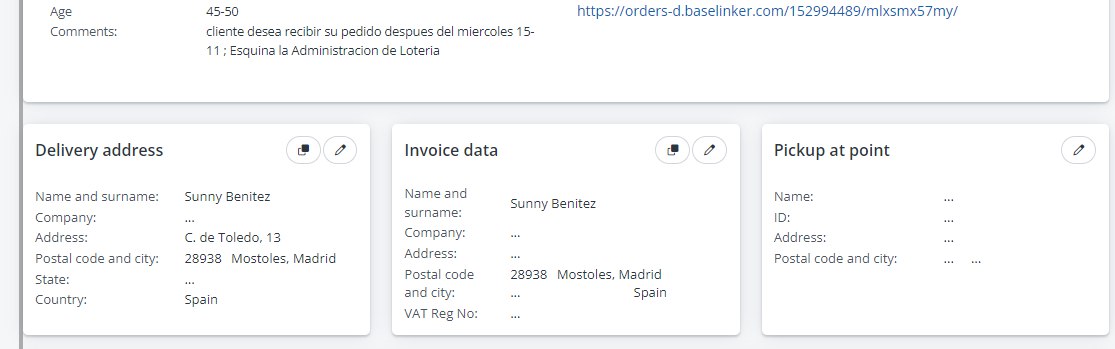 Age 45-50 https://orders-d.baselinker.com/152994489/mlxsmx57my/
Comments: cliente desea recibir su pedido despues del miercoles 15-
11 ; Esquina la Administracion de Loteria
Delivery address
Name and surname: Sunny Benitez
Company: ...
Address: C. de Toledo, 13
Postal code and city: 28938 Mostoles, Madrid
State: ...
Country: Spain
Invoice data
Name and
surname: Sunny Benitez
Company: ...
Address: ...
Postal code 28938 Mostoles, Madrid
and city: ... Spain
VAT Reg No: ...
Pickup at point
Name: ...
ID: ...
Address: ...
Postal code and city: ... ...